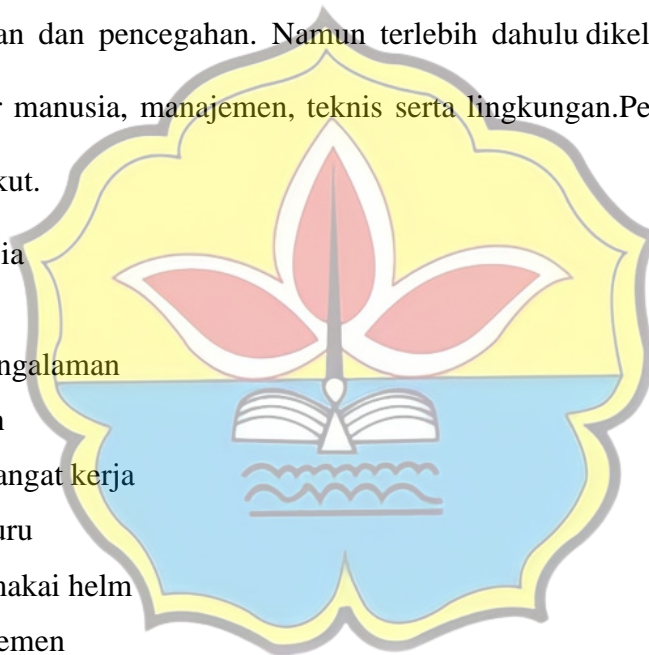 an dan pencegahan. Namun terlebih dahulu dikel
manusia, manajemen, teknis serta lingkungan.Pe
kut.
ia
ngalaman
angat kerja
uru
nakai helm
emen